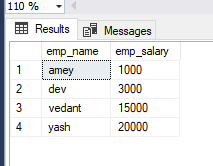 110 %
Results Messages
emp_name emp_salary
1 amey 1000
2 dev 3000
3 vedant 15000
4 yash 20000